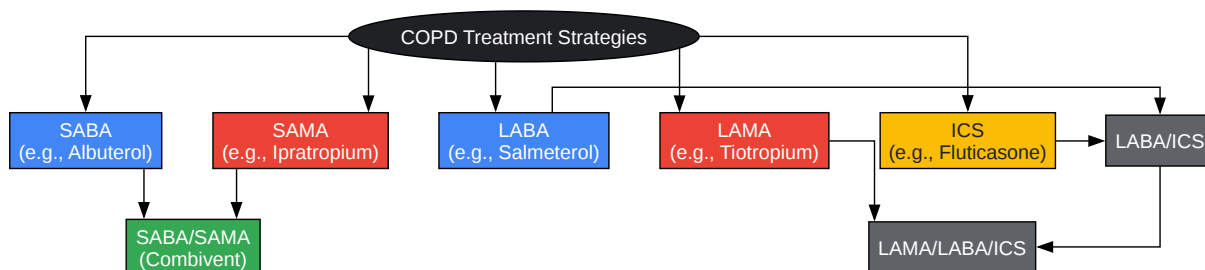 COPD Treatment Strategies
SABA
(e.g., Albuterol)
SAMA
(e.g., Ipratropium)
LABA
(e.g., Salmeterol)
LAMA
(e.g., Tiotropium)
ICS
(e.g., Fluticasone)
LABA/ICS
SABA/SAMA
(Combivent)
LAMA/LABA/ICS